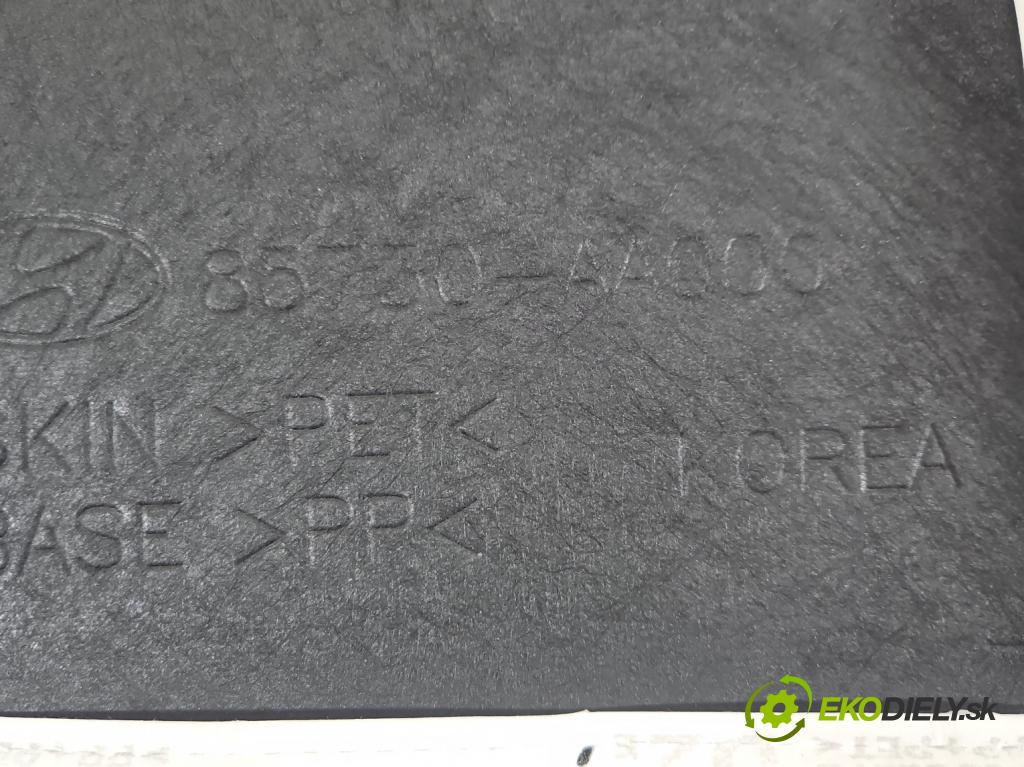 85730-AA000
SKIN >PET<
KOREA
BASE >PP<
EKODIELY.sk